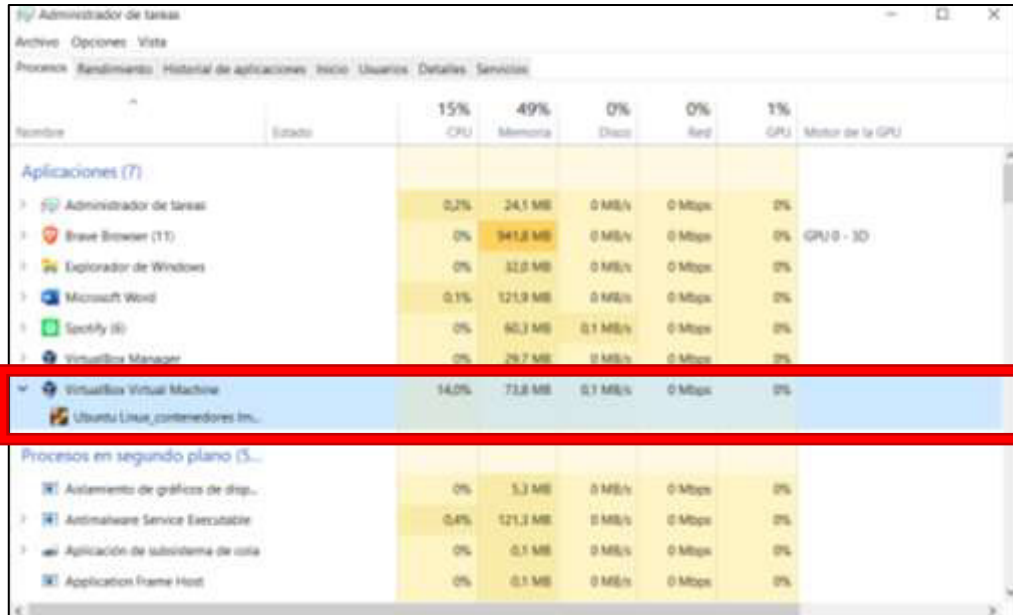 Administrador de tareas
Archivo Opciones Vista
Procesos Rendimiento Historial de aplicaciones Inicio Usuarios Detalles Servicios
15% 49% 0% 0% 1%
Nombre Estado CPU Memoria Disco Red GPU Motor de la GPU
Aplicaciones (7)
Administrador de tareas 0,2% 24,1 MB 0 MB/s 0 Mbps 0%
Brave Browser (11) 0% 941,8 MB 0 MB/s 0 Mbps 0% GPU 0 - 3D
Explorador de Windows 0% 32,0 MB 0 MB/s 0 Mbps 0%
Microsoft Word 0,1% 121,9 MB 0 MB/s 0 Mbps 0%
Spotify (6) 0% 60,3 MB 0,1 MB/s 0 Mbps 0%
VirtualBox Manager 0% 29,7 MB 0 MB/s 0 Mbps 0%
VirtualBox Virtual Machine 14,0% 73,8 MB 0,1 MB/s 0 Mbps 0%
Ubuntu Linux_contenedores Im...
Procesos en segundo plano (5...
Aislamiento de gráficos de disp... 0% 5,3 MB 0 MB/s 0 Mbps 0%
Antimalware Service Executable 0,4% 121,3 MB 0 MB/s 0 Mbps 0%
Aplicación de subsistema de cola 0% 0,1 MB 0 MB/s 0 Mbps 0%
Application Frame Host 0% 0,1 MB 0 MB/s 0 Mbps 0%